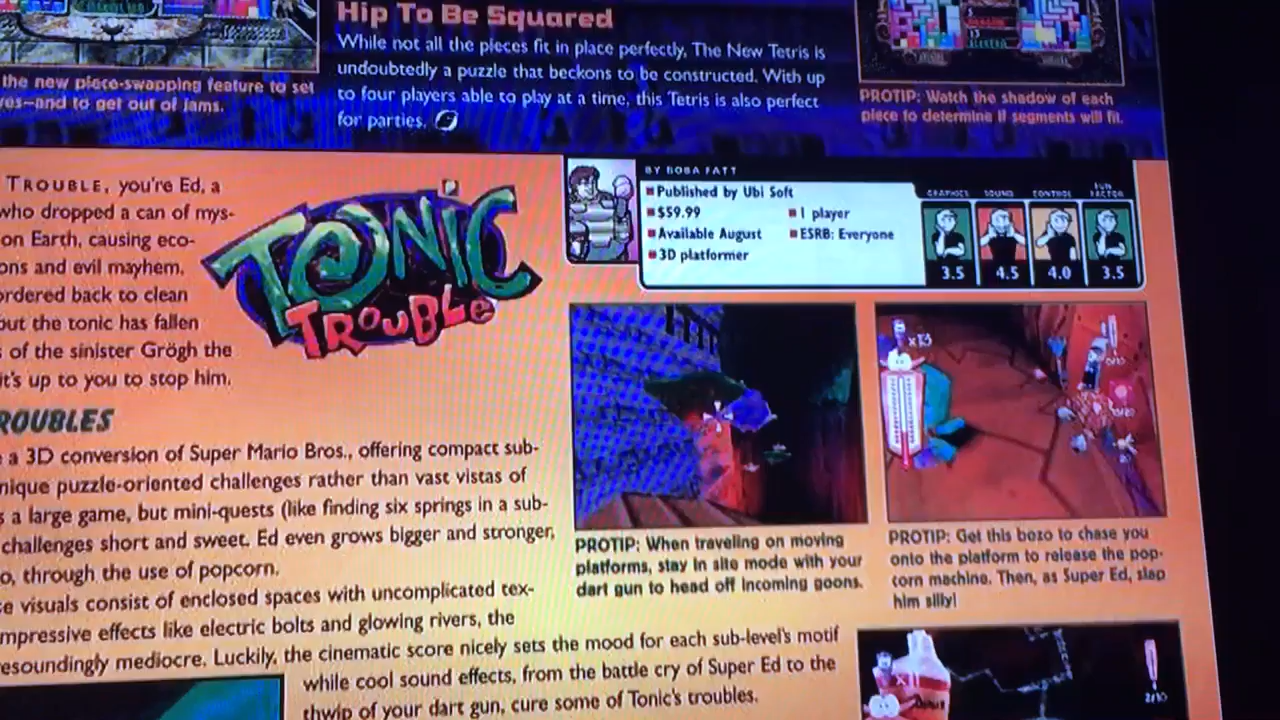 Hip To Be Squared
While not all the pieces fit in place perfectly, The New Tetris is
undoubtedly a puzzle that beckons to be constructed. With up
to four players able to play at a time, this Tetris is also perfect
for parties.
the new piece-swapping feature to set
and to get out of jams.
PROTIP: Watch the shadow of each
piece to determine if segments will fit.
TROUBLE, you're Ed, a
who dropped a can of mys-
on Earth, causing eco-
ons and evil mayhem.
ordered back to clean
out the tonic has fallen
of the sinister Grögh the
it's up to you to stop him.
TONIC
TROUBLE
BY BOBA FATT
Published by Ubi Soft
$59.99
1 player
Available August
ESRB: Everyone
3D platformer
GRAPHICS SOUND CONTROL FUN FACTOR
3.5 4.5 4.0 3.5
ROUBLES
a 3D conversion of Super Mario Bros., offering compact sub-
nique puzzle-oriented challenges rather than vast vistas of
s a large game, but mini-quests (like finding six springs in a sub-
challenges short and sweet. Ed even grows bigger and stronger,
o, through the use of popcorn.
e visuals consist of enclosed spaces with uncomplicated tex-
mpressive effects like electric bolts and glowing rivers, the
esoundingly mediocre. Luckily, the cinematic score nicely sets the mood for each sub-level's motif
while cool sound effects, from the battle cry of Super Ed to the
thwip of your dart gun, cure some of Tonic's troubles.
x13
PROTIP: When traveling on moving
platforms, stay in site mode with your
dart gun to head off incoming goons.
PROTIP: Get this bozo to chase you
onto the platform to release the pop-
corn machine. Then, as Super Ed, slap
him silly!
x11